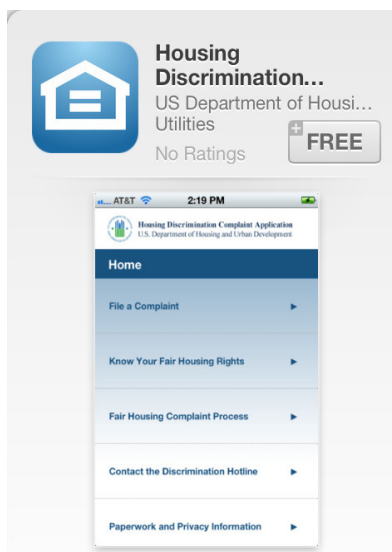 Housing
Discrimination...
US Department of Housi...
Utilities
No Ratings
FREE
AT&T 2:19 PM
Housing Discrimination Complaint Application
U.S. Department of Housing and Urban Development
Home
File a Complaint
Know Your Fair Housing Rights
Fair Housing Complaint Process
Contact the Discrimination Hotline
Paperwork and Privacy Information